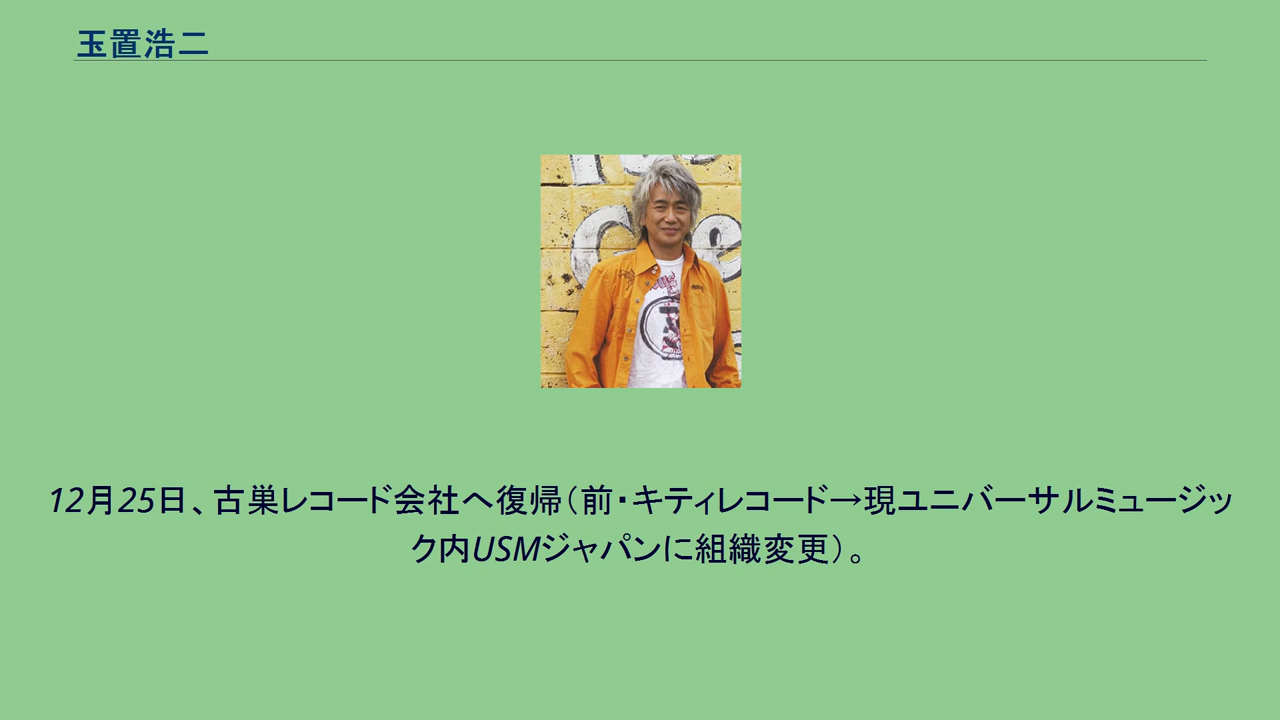 玉置浩二
12月25日、古巣レコード会社へ復帰（前・キティレコード→現ユニバーサルミュージッ
ク内USMジャパンに組織変更）。